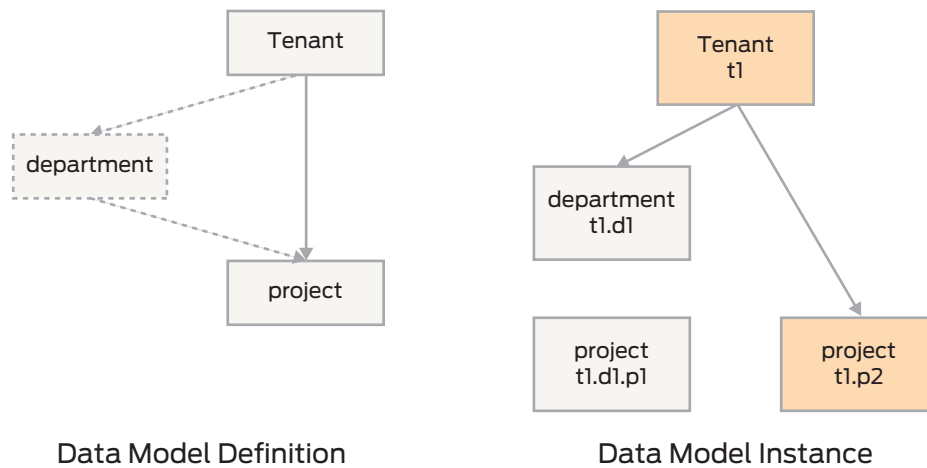 Tenant
department
project
Data Model Definition
Tenant
t1
department
t1.d1
project
t1.d1.p1
project
t1.p2
Data Model Instance